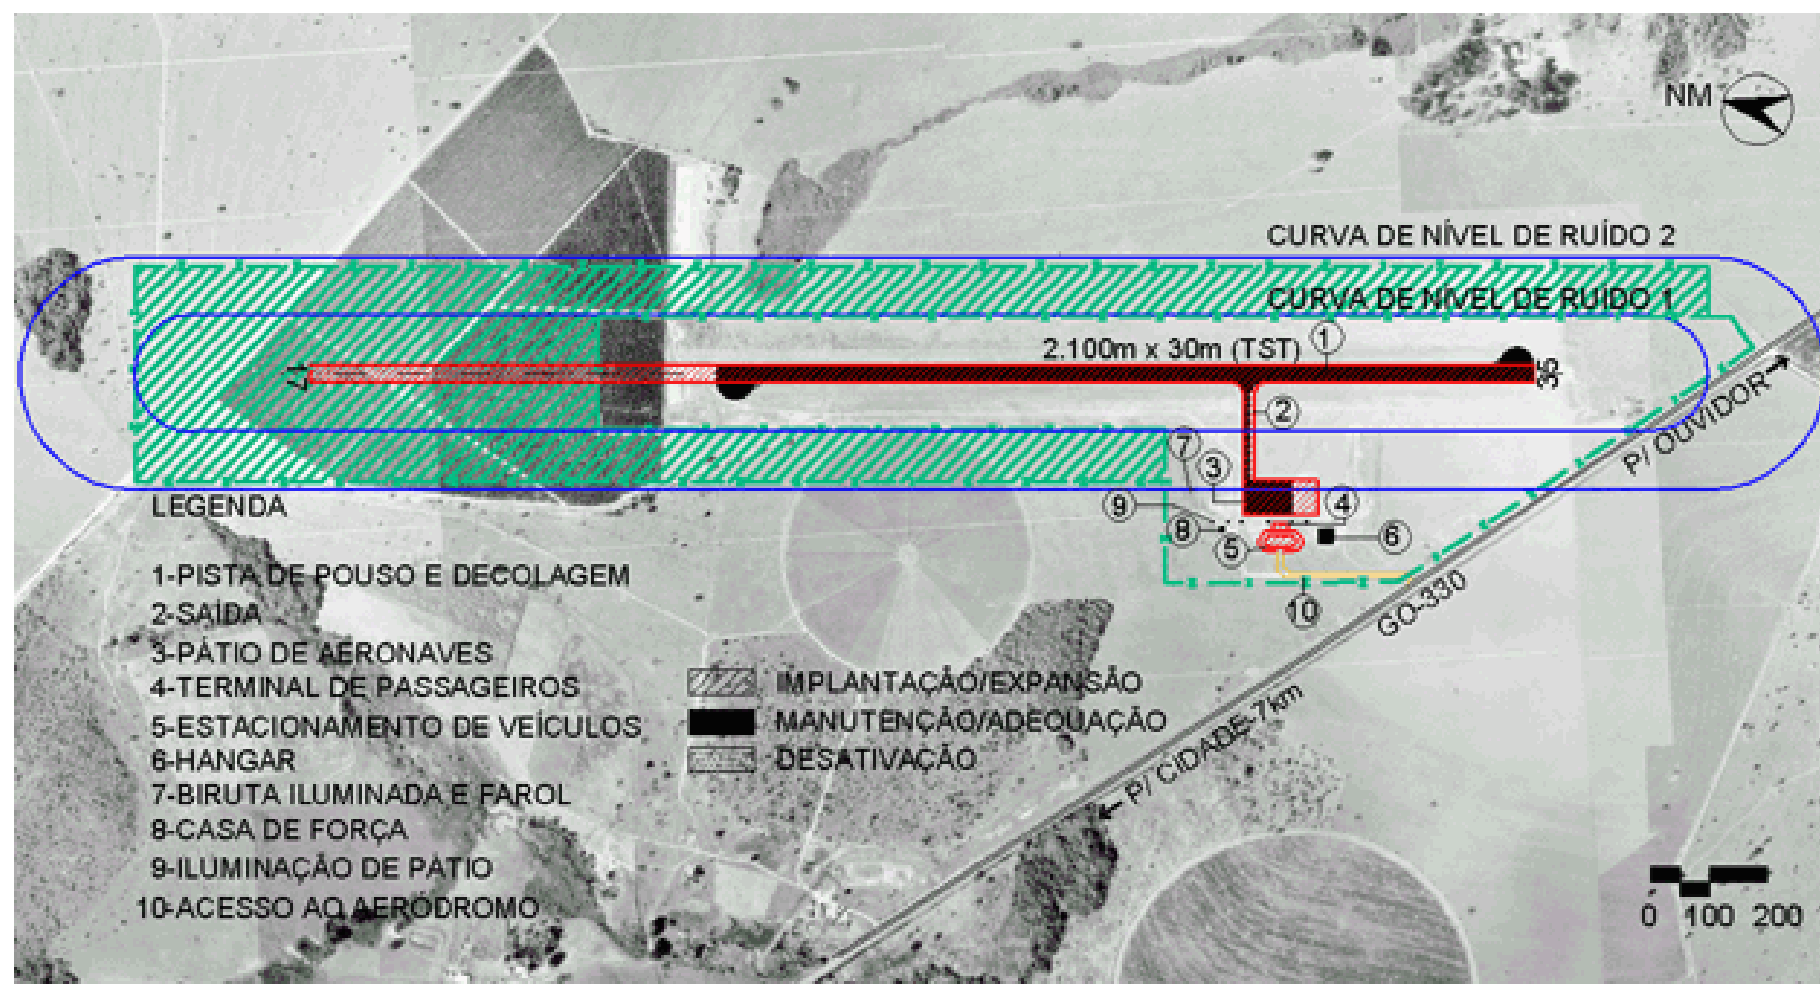 NM
CURVA DE NÍVEL DE RUÍDO 2
CURVA DE NÍVEL DE RUÍDO 1
2.100m x 30m (TST)
1
17
35
2
P/ OUVIDOR
7
3
9
4
8
5
6
10
GO-330
P/ CIDADE-7km
LEGENDA
1-PISTA DE POUSO E DECOLAGEM
2-SAÍDA
3-PÁTIO DE AERONAVES
4-TERMINAL DE PASSAGEIROS
5-ESTACIONAMENTO DE VEÍCULOS
6-HANGAR
7-BIRUTA ILUMINADA E FAROL
8-CASA DE FORÇA
9-ILUMINAÇÃO DE PÁTIO
10-ACESSO AO AERÓDROMO
IMPLANTAÇÃO/EXPANSÃO
MANUTENÇÃO/ADEQUAÇÃO
DESATIVAÇÃO
0 100 200